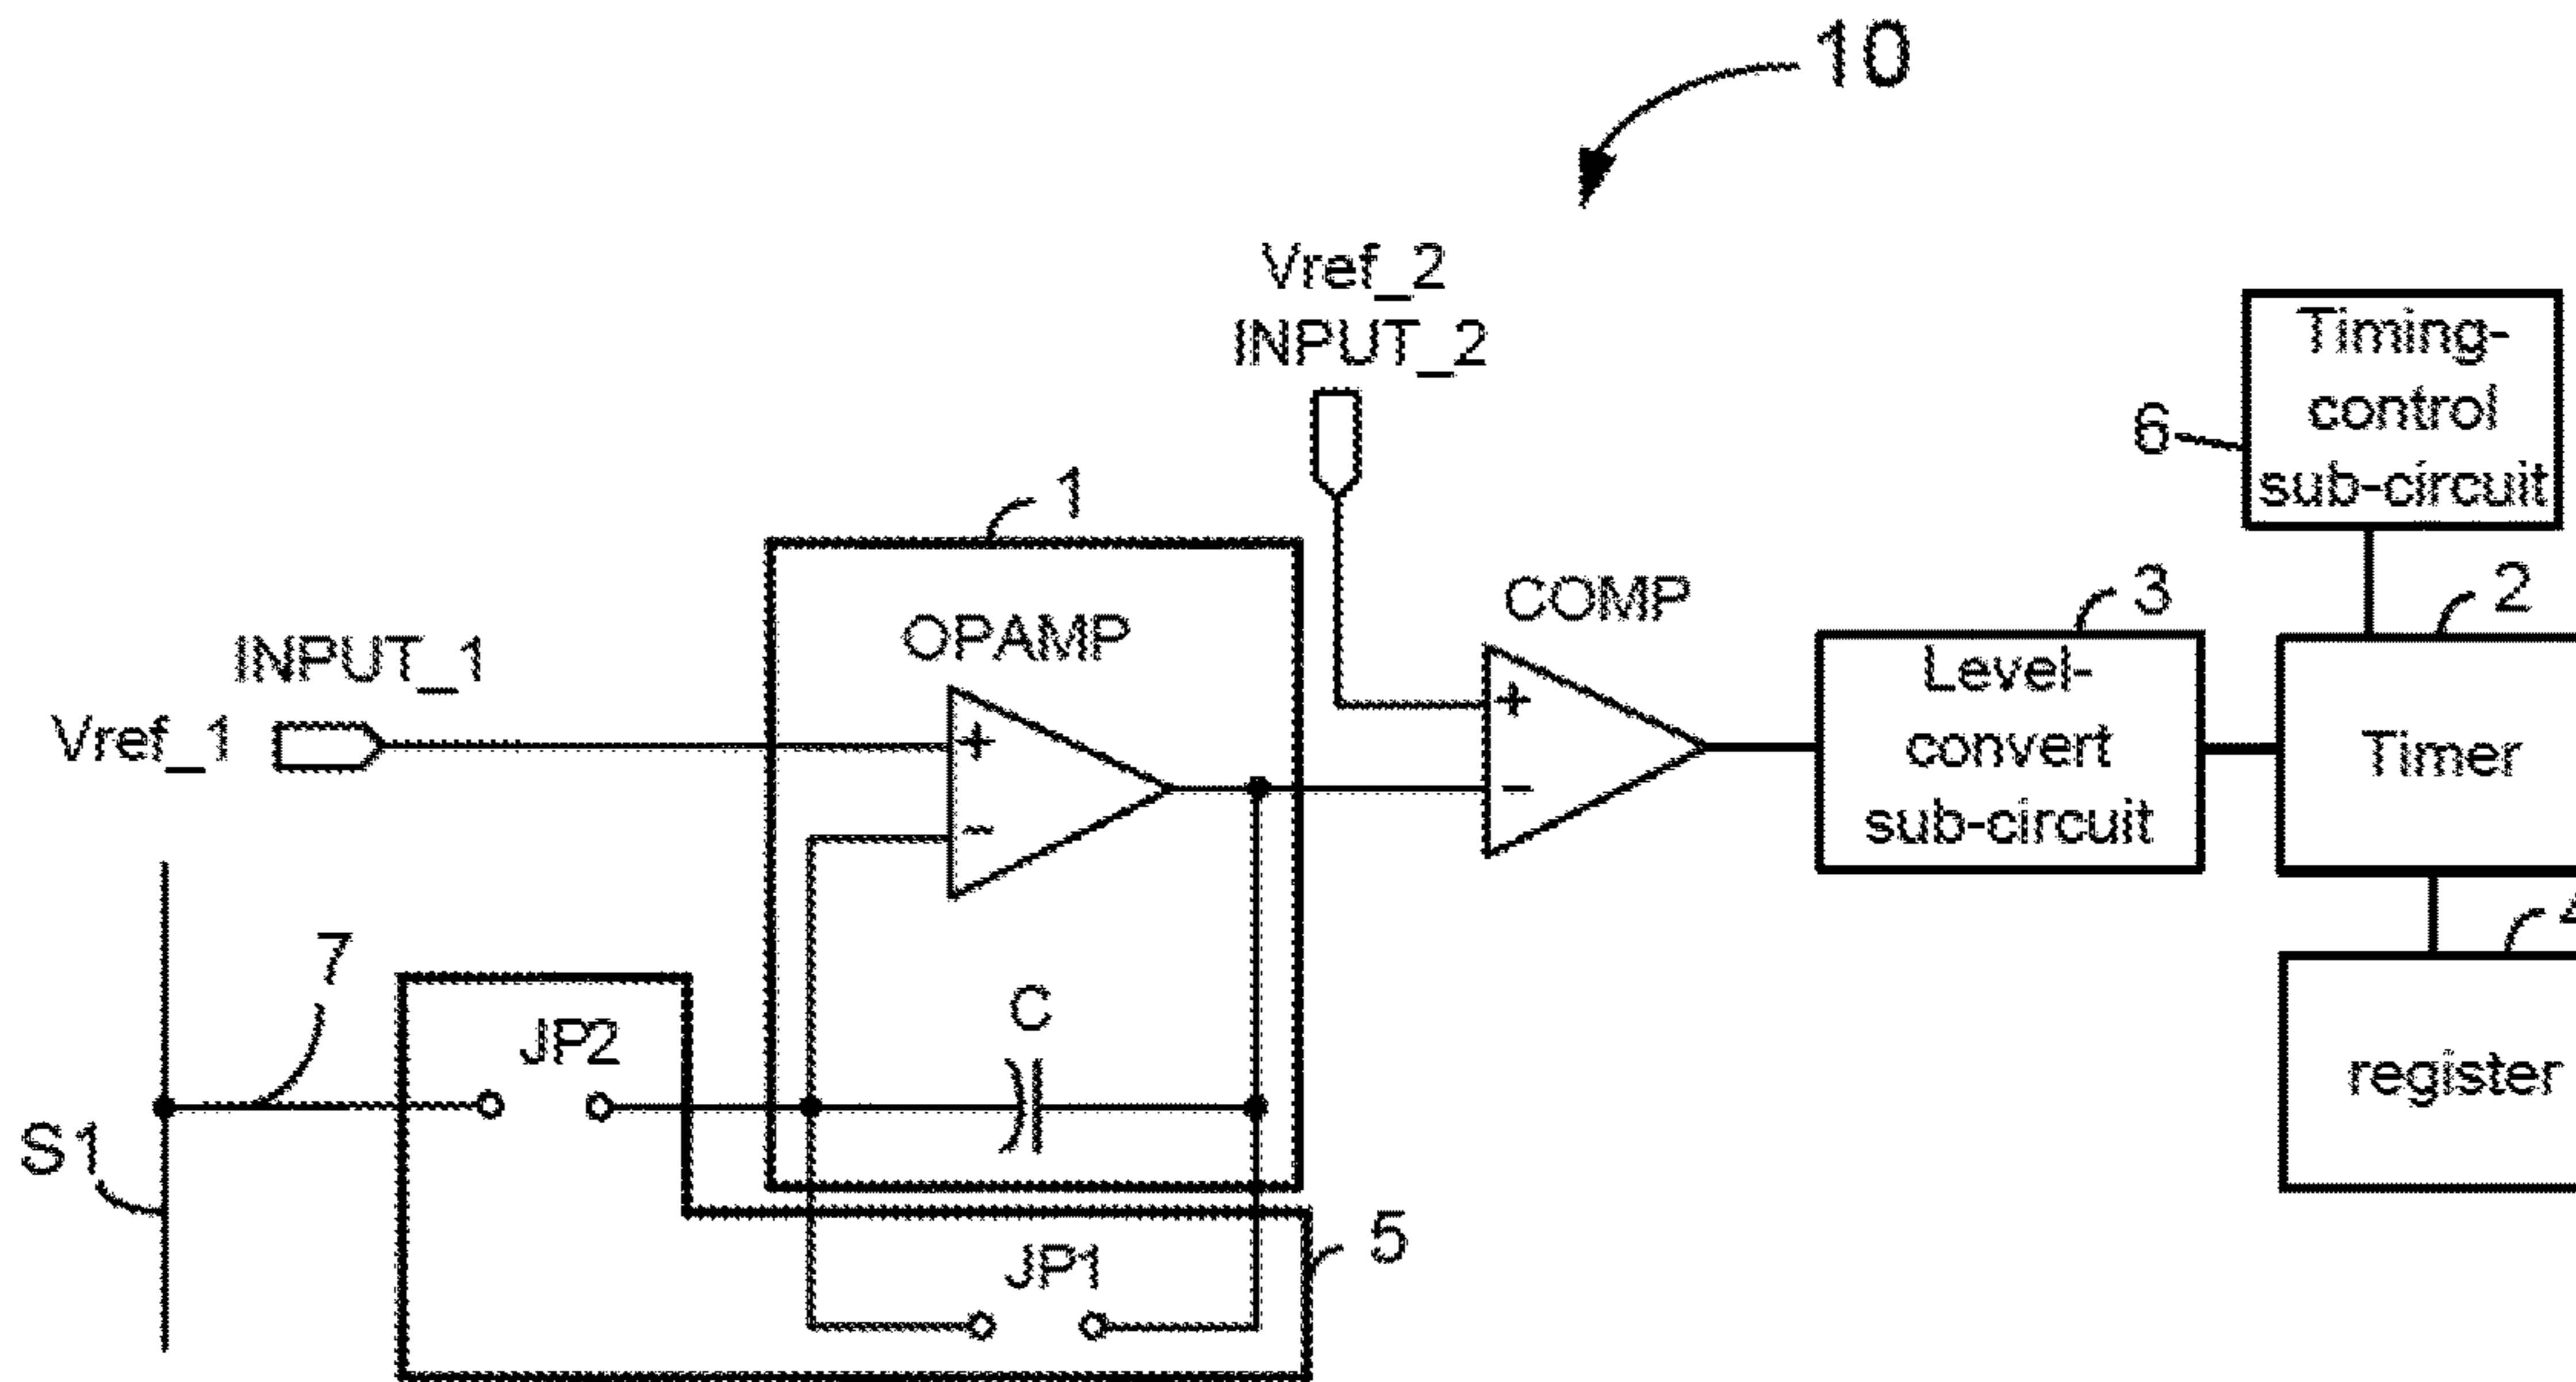 10
Vref_2
INPUT_2
Timing-
control
sub-circuit
6
1
OPAMP
COMP
3
2
INPUT_1
Vref_1
Level-
convert
sub-circuit
Timer
7
JP2
C
4
register
S1
5
JP1
+
−
+
−